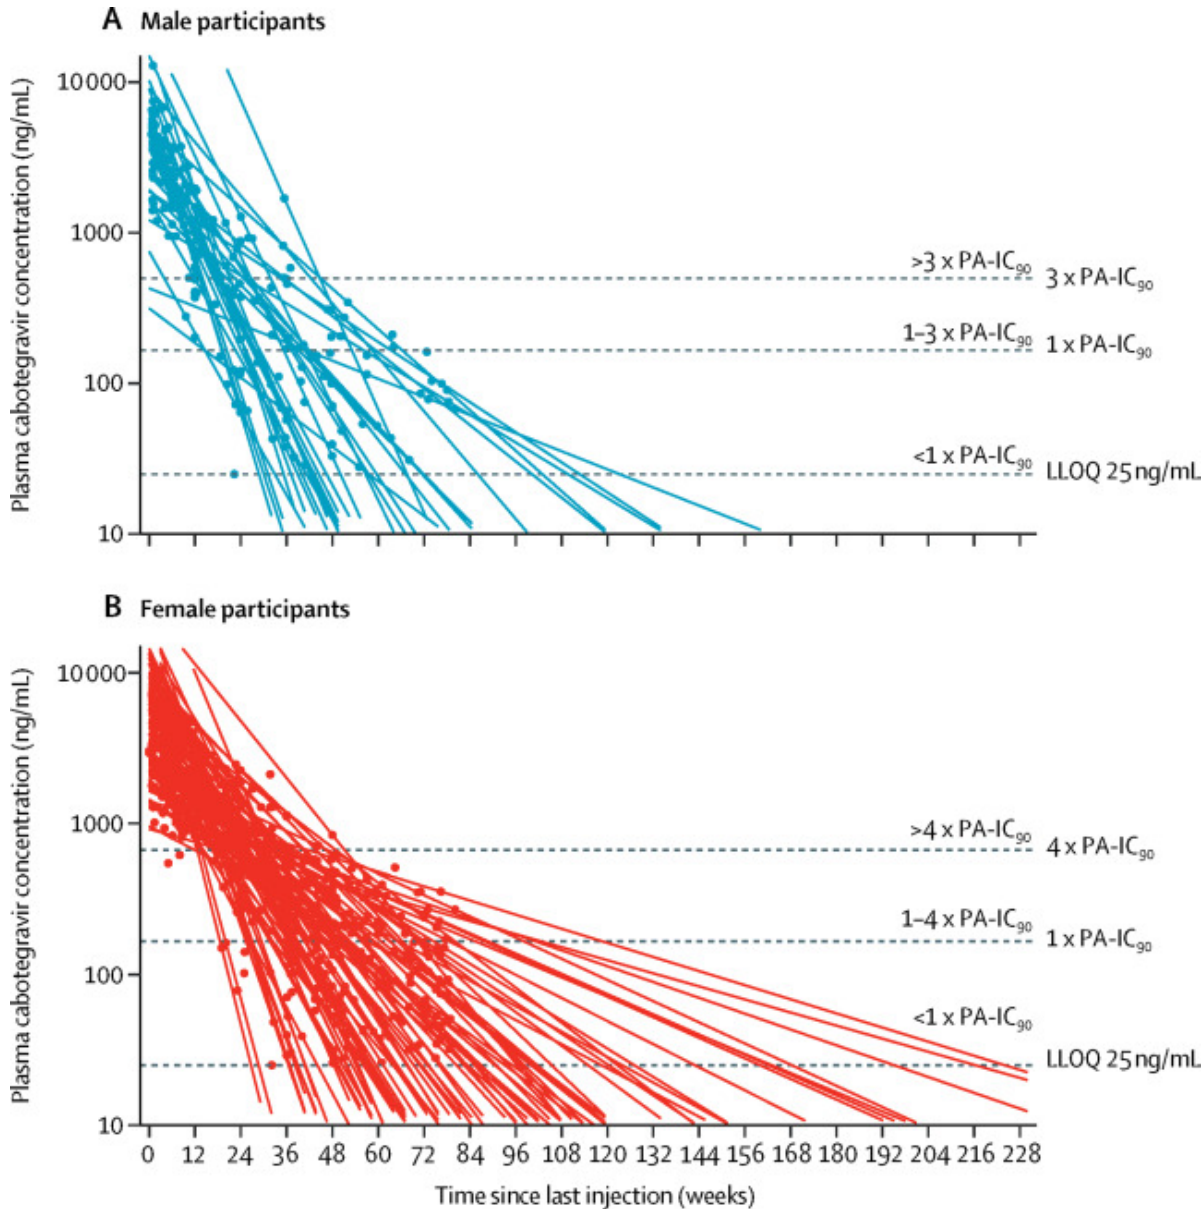 A Male participants
Plasma cabotegravir concentration (ng/mL)
10 000
1000
100
10
>3 x PA-IC90
3 x PA-IC90
1–3 x PA-IC90
1 x PA-IC90
<1 x PA-IC90
LLOQ 25 ng/mL
B Female participants
Plasma cabotegravir concentration (ng/mL)
10 000
1000
100
10
>4 x PA-IC90
4 x PA-IC90
1–4 x PA-IC90
1 x PA-IC90
<1 x PA-IC90
LLOQ 25 ng/mL
0 12 24 36 48 60 72 84 96 108 120 132 144 156 168 180 192 204 216 228
Time since last injection (weeks)